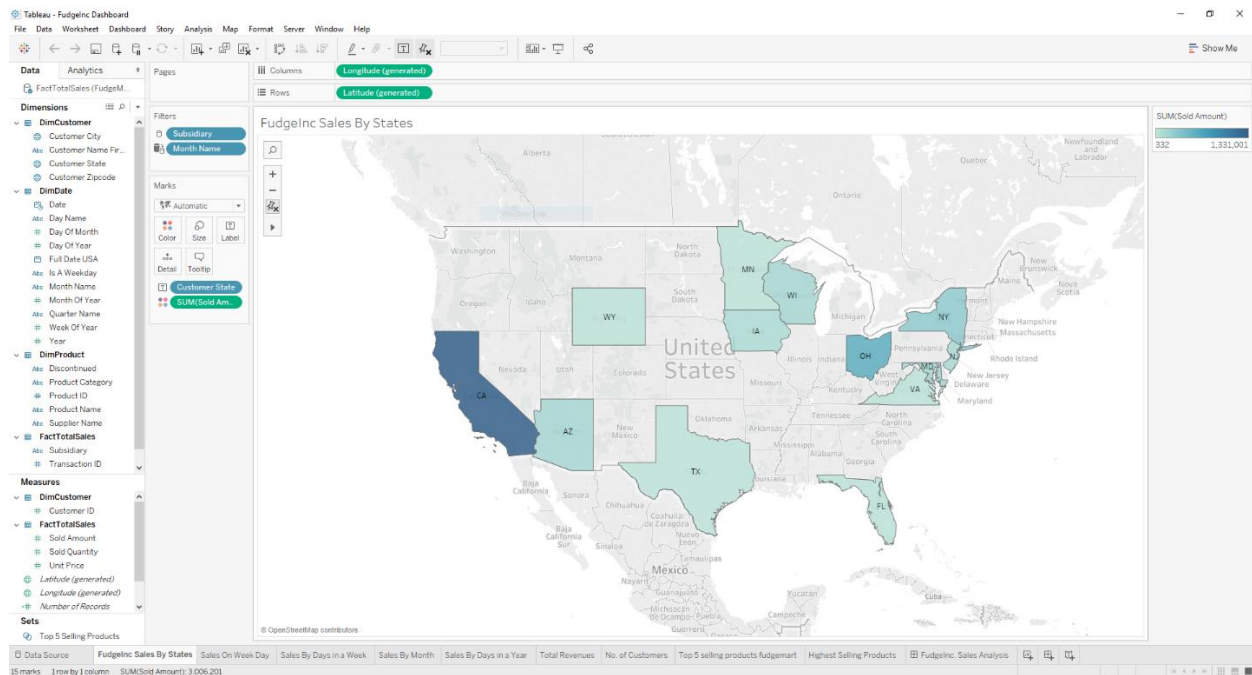 Tableau - FudgeInc Dashboard
File Data Worksheet Dashboard Story Analysis Map Format Server Window Help
Show Me
Data Analytics
FactTotalSales (FudgeM...
Dimensions
DimCustomer
Customer City
Abc Customer Name Fir...
Customer State
Customer Zipcode
DimDate
Date
Abc Day Name
# Day Of Month
# Day Of Year
Full Date USA
Abc Is A Weekday
Abc Month Name
# Month Of Year
Abc Quarter Name
# Week Of Year
# Year
DimProduct
Abc Discontinued
Abc Product Category
# Product ID
Abc Product Name
Abc Supplier Name
FactTotalSales
Abc Subsidiary
# Transaction ID
Measures
DimCustomer
# Customer ID
FactTotalSales
# Sold Amount
# Sold Quantity
# Unit Price
Latitude (generated)
Longitude (generated)
Number of Records
Sets
Top 5 Selling Products
Pages
Filters
Subsidiary
Month Name
Marks
Automatic
Color Size Label
Detail Tooltip
Customer State
SUM(Sold Am...
Columns Longitude (generated)
Rows Latitude (generated)
FudgeInc Sales By States
Alberta
Ontario
Quebec
Newfoundland
and
Labrador
Washington
Montana
North
Dakota
MN
New
Brunswick
Maine
Nova
Scotia
Oregon
Idaho
South
Dakota
WY
WI
Michigan
NY
New Hampshire
Massachusetts
IA
United
States
Nevada
Utah
Colorado
Illinois
Indiana
OH
Pennsylvania
NJ
Rhode Island
New Jersey
Delaware
MD
Maryland
West
Virginia
VA
Missouri
Kentucky
CA
AZ
New
Mexico
Oklahoma
Arkansas
Tennessee
North
Carolina
South
Carolina
Mississippi
Alabama
Georgia
TX
FL
Baja
California
Sonora
Chihuahua
Coahuila
de Zaragoza
Nuevo
León
Baja
California
Sur
Sinaloa
Tamaulipas
Mexico
Nayarit
Guanajuato
Yucatan
Cuba
Michoacán
De Ocampo
Puebla
Campeche
Guerrero
© OpenStreetMap contributors
SUM(Sold Amount)
332 1,331,001
Data Source FudgeInc Sales By States Sales On Week Day Sales By Days in a Week Sales By Month Sales By Days in a Year Total Revenues No. of Customers Top 5 selling products fudgemart Highest Selling Products FudgeInc. Sales Analysis
15 marks 1 row by 1 column SUM(Sold Amount): 3,006,201